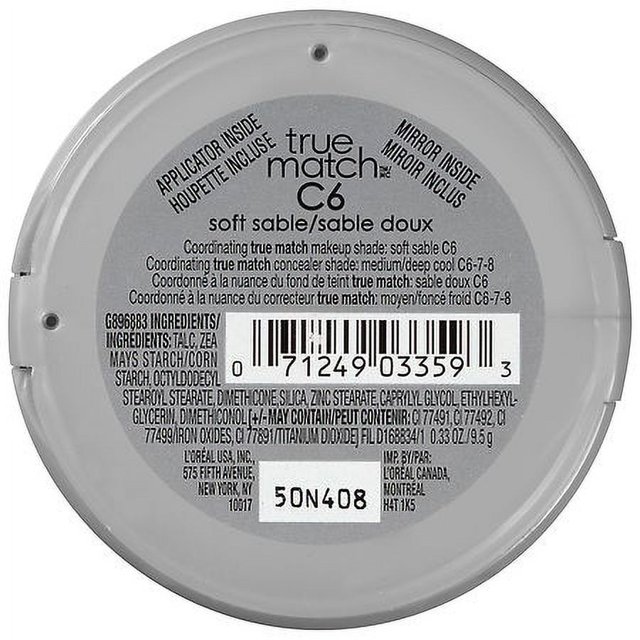 APPLICATOR INSIDE
HOUPETTE INCLUSE
true
match
MIRROR INSIDE
MIROIR INCLUS
C6
soft sable/sable doux
Coordinating true match makeup shade: soft sable C6
Coordinating true match concealer shade: medium/deep cool C6-7-8
Coordonné à la nuance du fond de teint true match: sable doux C6
Coordonné à la nuance du correcteur true match: moyen/foncé froid C6-7-8
G896883 INGREDIENTS/
INGRÉDIENTS: TALC, ZEA
MAYS STARCH/CORN
STARCH, OCTYLDODECYL
0 71249 03359 3
STEAROYL STEARATE, DIMETHICONE, SILICA, ZINC STEARATE, CAPRYLYL GLYCOL, ETHYLHEXYL-
GLYCERIN, DIMETHICONOL [+/- MAY CONTAIN/PEUT CONTENIR: CI 77491, CI 77492, CI
77499/IRON OXIDES, CI 77891/TITANIUM DIOXIDE] FIL D168834/1 0.33 OZ./9.5 g
L'ORÉAL USA, INC.,
575 FIFTH AVENUE,
NEW YORK, NY
10017
50N408
IMP. BY/PAR:
L'ORÉAL CANADA,
MONTRÉAL
H4T 1K5